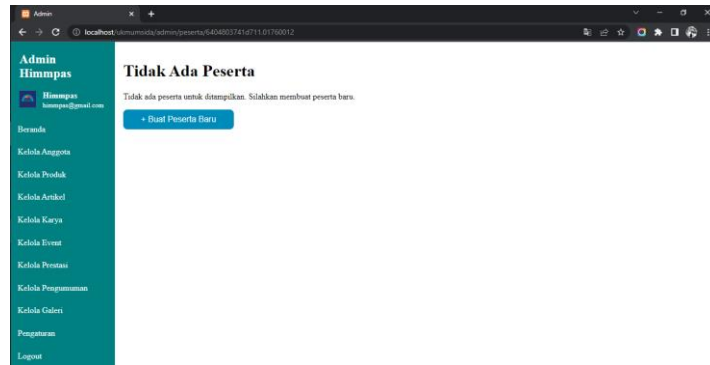 Admin
localhost/ukmumsida/admin/peserta/6404803741d711.01760012
Admin
Himmpas
Himmpas
himmpas@gmail.com
Beranda
Kelola Anggota
Kelola Produk
Kelola Artikel
Kelola Karya
Kelola Event
Kelola Prestasi
Kelola Pengumuman
Kelola Galeri
Pengaturan
Logout
Tidak Ada Peserta
Tidak ada peserta untuk ditampilkan. Silahkan membuat peserta baru.
+ Buat Peserta Baru